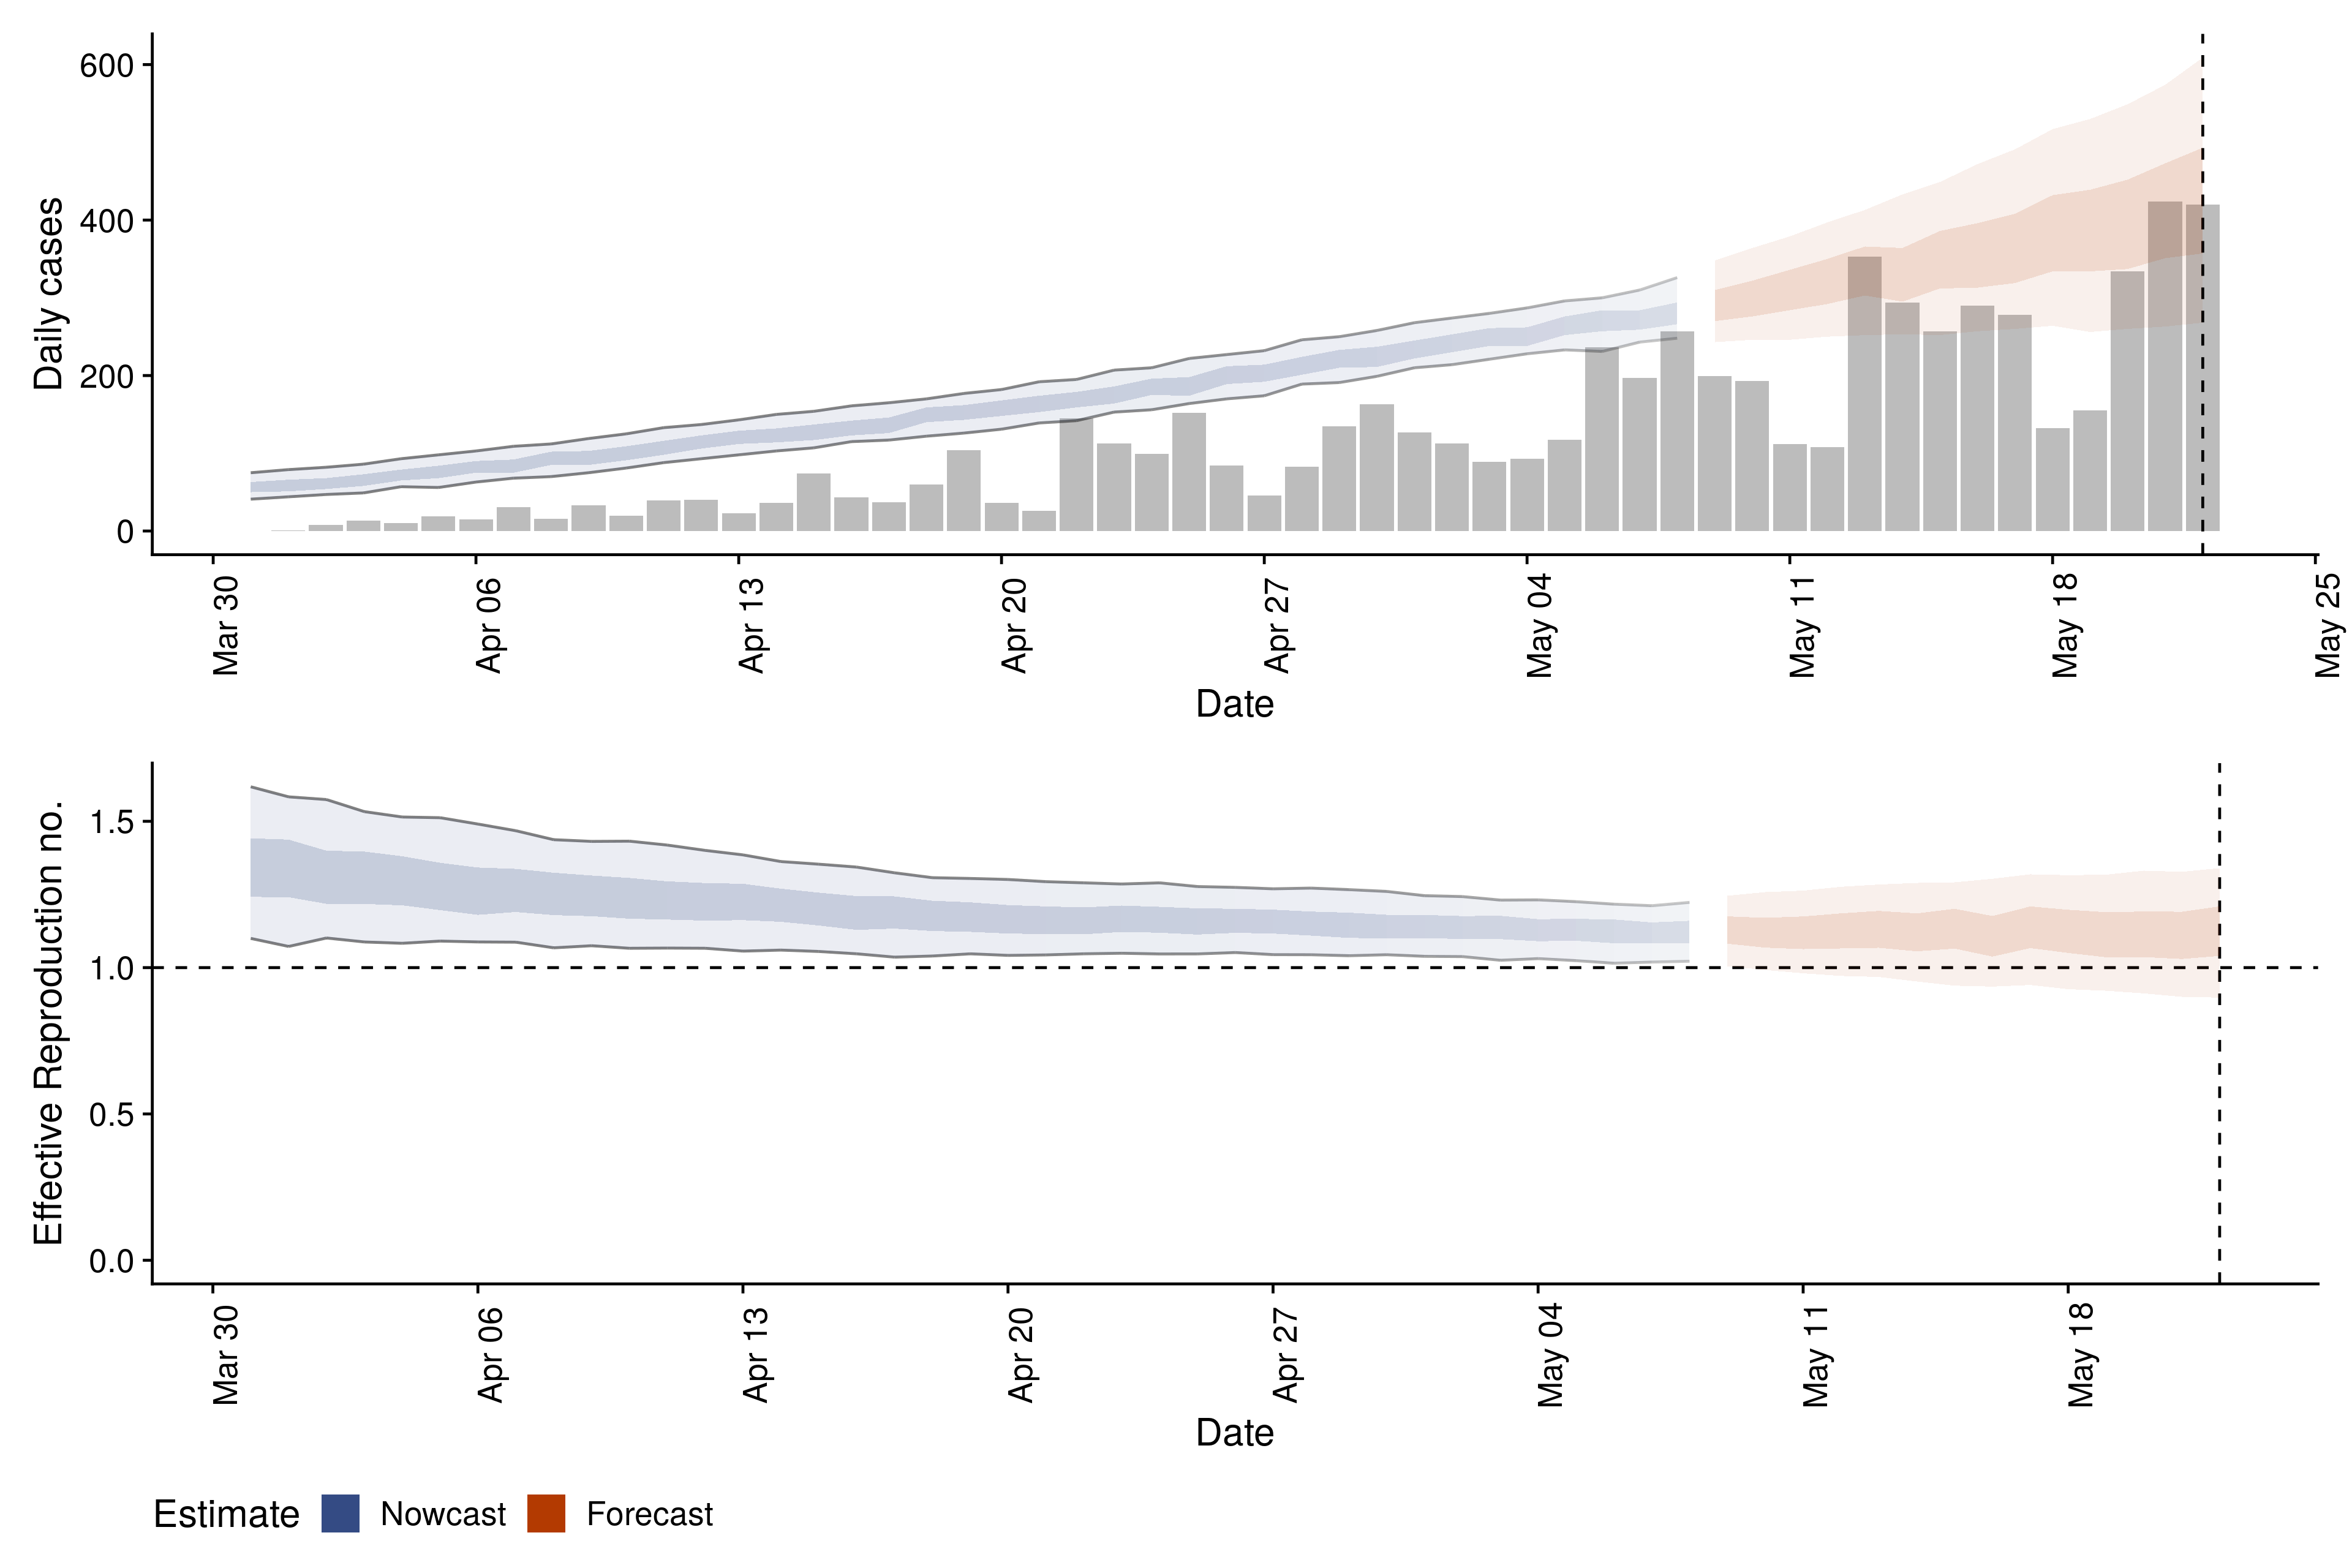 Daily cases
600
400
200
0
Mar 30
Apr 06
Apr 13
Apr 20
Apr 27
May 04
May 11
May 18
May 25
Date
Effective Reproduction no.
1.5
1.0
0.5
0.0
Mar 30
Apr 06
Apr 13
Apr 20
Apr 27
May 04
May 11
May 18
Date
Estimate Nowcast Forecast